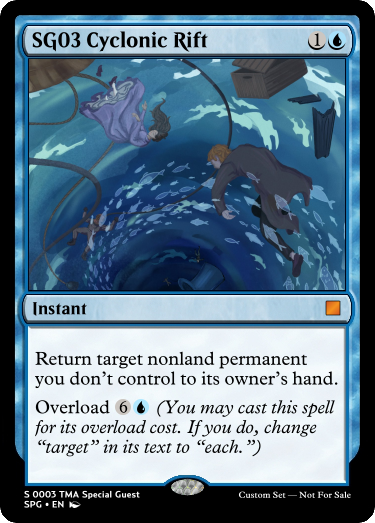 SG03 Cyclonic Rift 1
Instant
Return target nonland permanent
you don't control to its owner's hand.
Overload 6 (You may cast this spell
for its overload cost. If you do, change
"target" in its text to "each.")
S 0003 TMA Special Guest
SPG • EN
Custom Set — Not For Sale